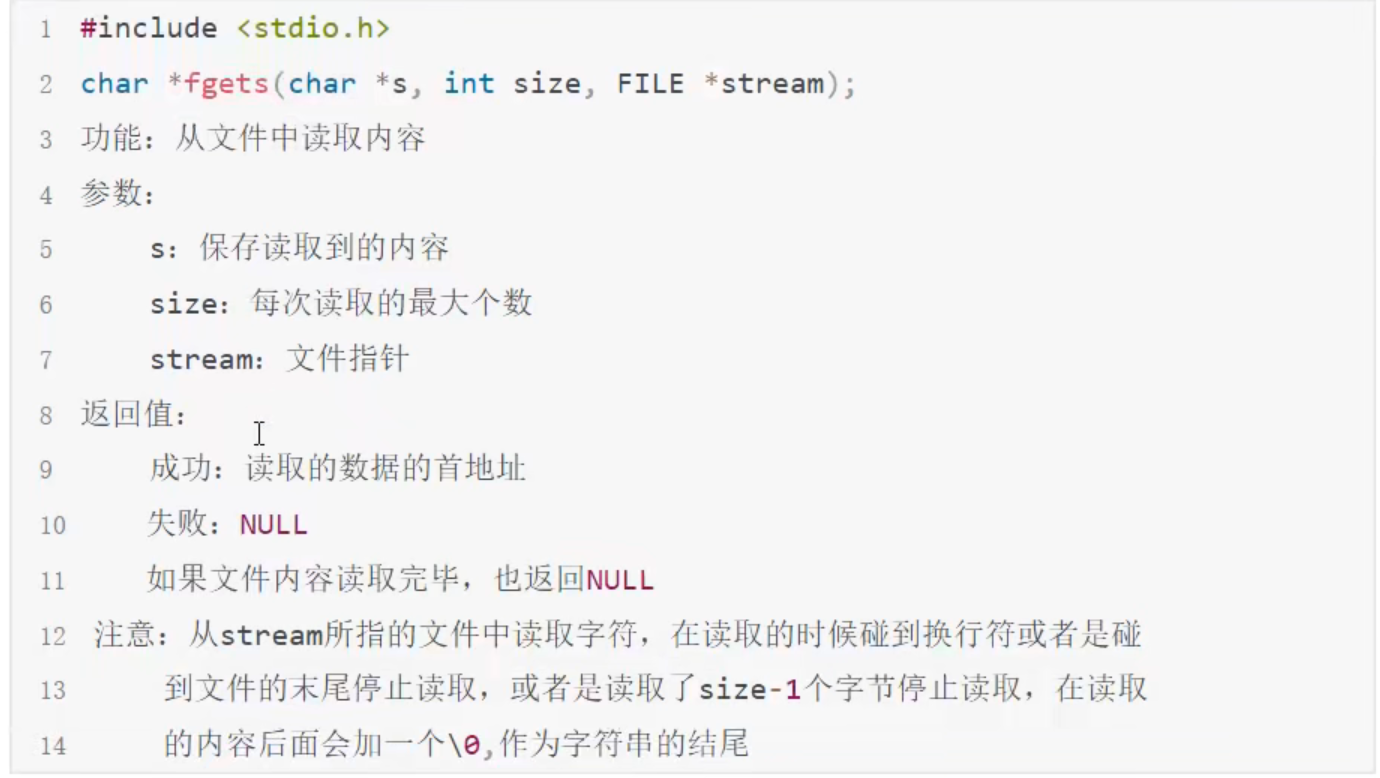 1 #include <stdio.h>
2 char *fgets(char *s, int size, FILE *stream);
3 功能：从文件中读取内容
4 参数：
5 s：保存读取到的内容
6 size：每次读取的最大个数
7 stream：文件指针
8 返回值：
9 成功：读取的数据的首地址
10 失败：NULL
11 如果文件内容读取完毕，也返回NULL
12 注意：从stream所指的文件中读取字符，在读取的时候碰到换行符或者是碰
13 到文件的末尾停止读取，或者是读取了size-1个字节停止读取，在读取
14 的内容后面会加一个\0,作为字符串的结尾